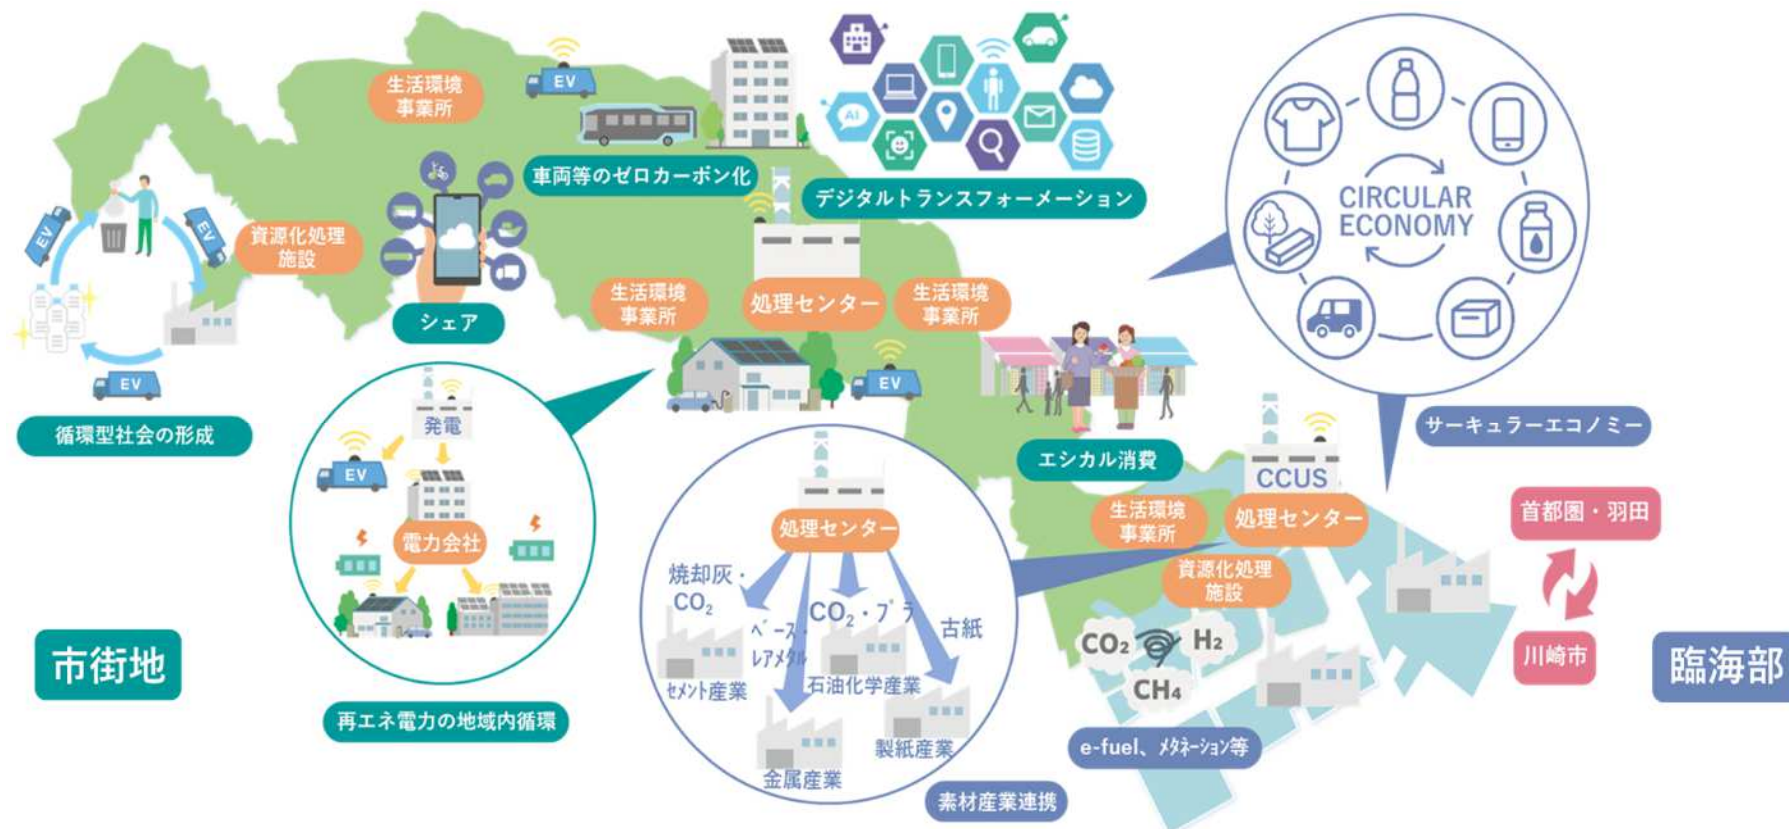 生活環境
事業所
EV
車両等のゼロカーボン化
AI
デジタルトランスフォーメーション
CIRCULAR
ECONOMY
サーキュラーエコノミー
EV
EV
資源化処理
施設
EV
循環型社会の形成
シェア
生活環境
事業所
処理センター
生活環境
事業所
EV
エシカル消費
発電
EV
電力会社
再エネ電力の地域内循環
市街地
処理センター
焼却灰・
CO₂
セメント産業
ベース・
レアメタル
金属産業
CO₂・プラ
石油化学産業
古紙
製紙産業
素材産業連携
CCUS
処理センター
生活環境
事業所
資源化処理
施設
CO₂
H₂
CH₄
e-fuel、メタネーション等
首都圏・羽田
川崎市
臨海部